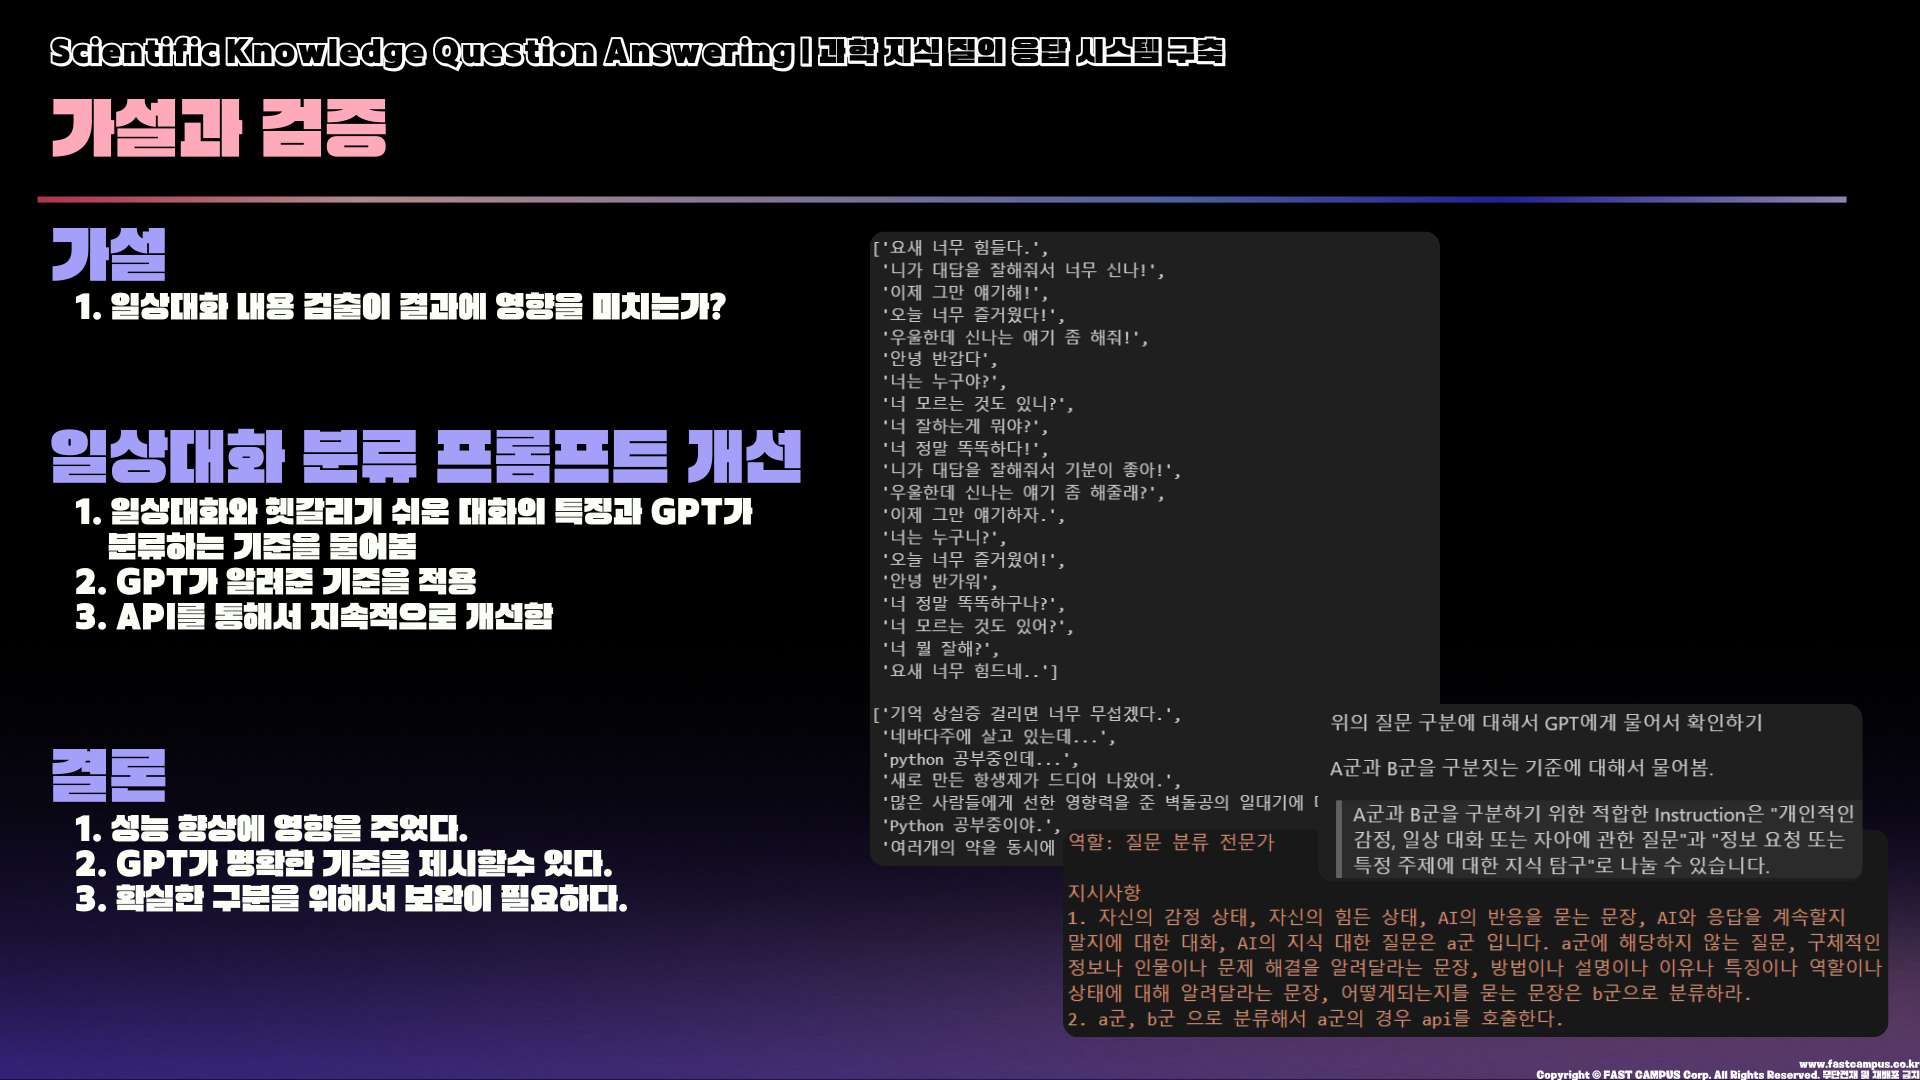 Scientific Knowledge Question Answering | 과학 지식 질의 응답 시스템 구축
가설과 검증
가설
1. 일상대화 내용 검출이 결과에 영향을 미치는가?
일상대화 분류 프롬프트 개선
1. 일상대화와 헷갈리기 쉬운 대화의 특징과 GPT가
분류하는 기준을 물어봄
2. GPT가 알려준 기준을 적용
3. API를 통해서 지속적으로 개선함
결론
1. 성능 향상에 영향을 주었다.
2. GPT가 명확한 기준을 제시할수 있다.
3. 확실한 구분을 위해서 보완이 필요하다.
['요새 너무 힘들다.',
'니가 대답을 잘해줘서 너무 신나!',
'이제 그만 얘기해!',
'오늘 너무 즐거웠다!',
'우울한데 신나는 얘기 좀 해줘!',
'안녕 반갑다',
'너는 누구야?',
'너 모르는 것도 있니?',
'너 잘하는게 뭐야?',
'너 정말 똑똑하다!',
'니가 대답을 잘해줘서 기분이 좋아!',
'우울한데 신나는 얘기 좀 해줄래?',
'이제 그만 얘기하자.',
'너는 누구니?',
'오늘 너무 즐거웠어!',
'안녕 반가워',
'너 정말 똑똑하구나?',
'너 모르는 것도 있어?',
'너 뭘 잘해?',
'요새 너무 힘드네..']
['기억 상실증 걸리면 너무 무섭겠다.',
'네바다주에 살고 있는데...',
'python 공부중인데...',
'새로 만든 항생제가 드디어 나왔어.',
'많은 사람들에게 선한 영향력을 준 벽돌공의 일대기에
'Python 공부중이야.',
'여러개의 약을 동시에
위의 질문 구분에 대해서 GPT에게 물어서 확인하기
A군과 B군을 구분짓는 기준에 대해서 물어봄.
A군과 B군을 구분하기 위한 적합한 Instruction은 "개인적인
감정, 일상 대화 또는 자아에 관한 질문"과 "정보 요청 또는
특정 주제에 대한 지식 탐구"로 나눌 수 있습니다.
역할: 질문 분류 전문가
지시사항
1. 자신의 감정 상태, 자신의 힘든 상태, AI의 반응을 묻는 문장, AI와 응답을 계속할지
말지에 대한 대화, AI의 지식 대한 질문은 a군 입니다. a군에 해당하지 않는 질문, 구체적인
정보나 인물이나 문제 해결을 알려달라는 문장, 방법이나 설명이나 이유나 특징이나 역할이나
상태에 대해 알려달라는 문장, 어떻게되는지를 묻는 문장은 b군으로 분류하라.
2. a군, b군 으로 분류해서 a군의 경우 api를 호출한다.
www.fastcampus.co.kr
Copyright © FAST CAMPUS Corp. All Rights Reserved. 무단전재 및 재배포 금지